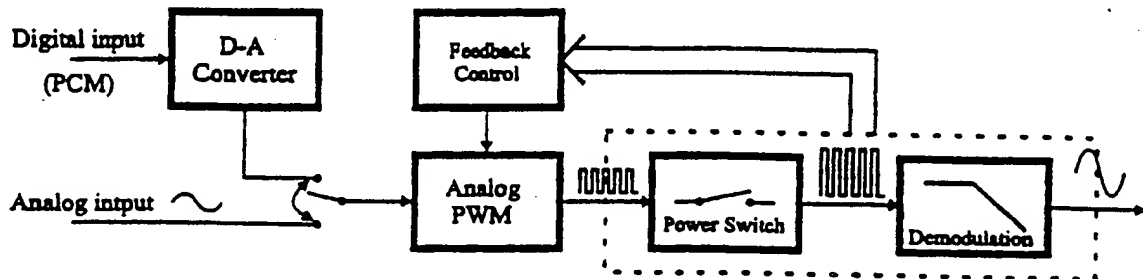 Digital input
(PCM)
D-A
Converter
Feedback
Control
Analog intput
Analog
PWM
Power Switch
Demodulation